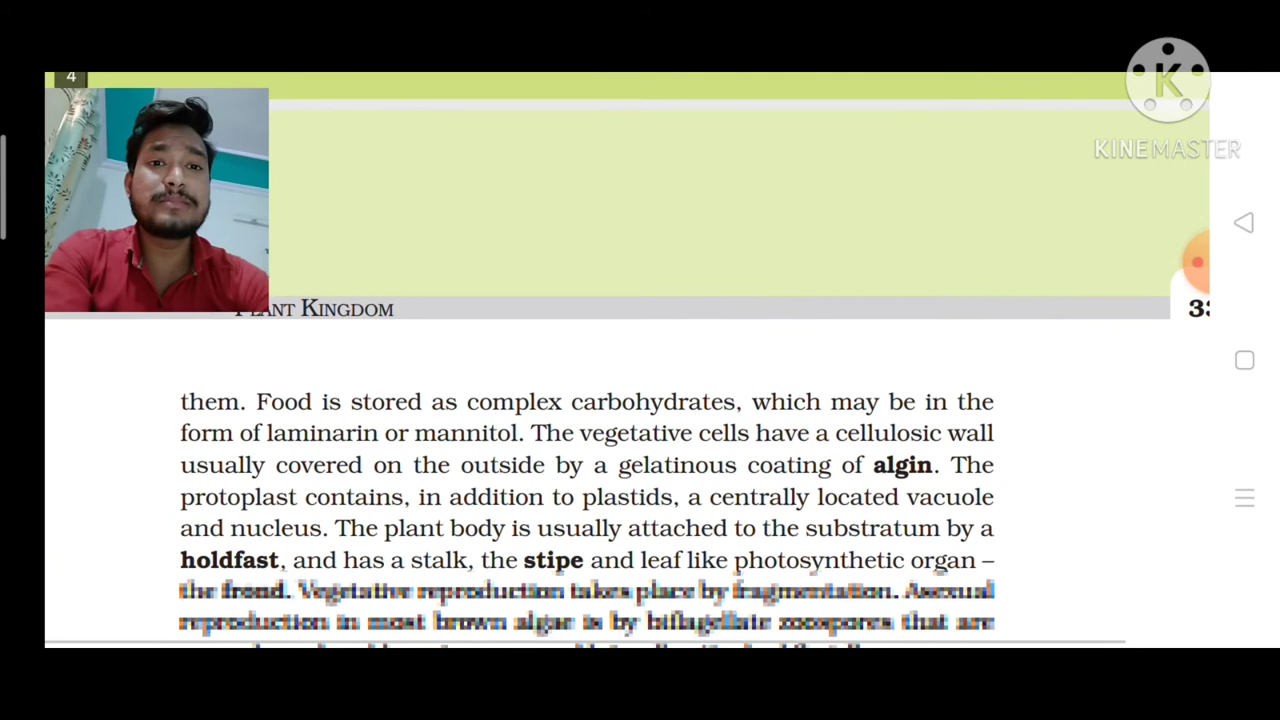 4
K
KINEMASTER
PLANT KINGDOM
them. Food is stored as complex carbohydrates, which may be in the
form of laminarin or mannitol. The vegetative cells have a cellulosic wall
usually covered on the outside by a gelatinous coating of algin. The
protoplast contains, in addition to plastids, a centrally located vacuole
and nucleus. The plant body is usually attached to the substratum by a
holdfast, and has a stalk, the stipe and leaf like photosynthetic organ –
the frond. Vegetative reproduction takes place by fragmentation. Asexual
reproduction in most brown algae is by biflagellate zoospores that are